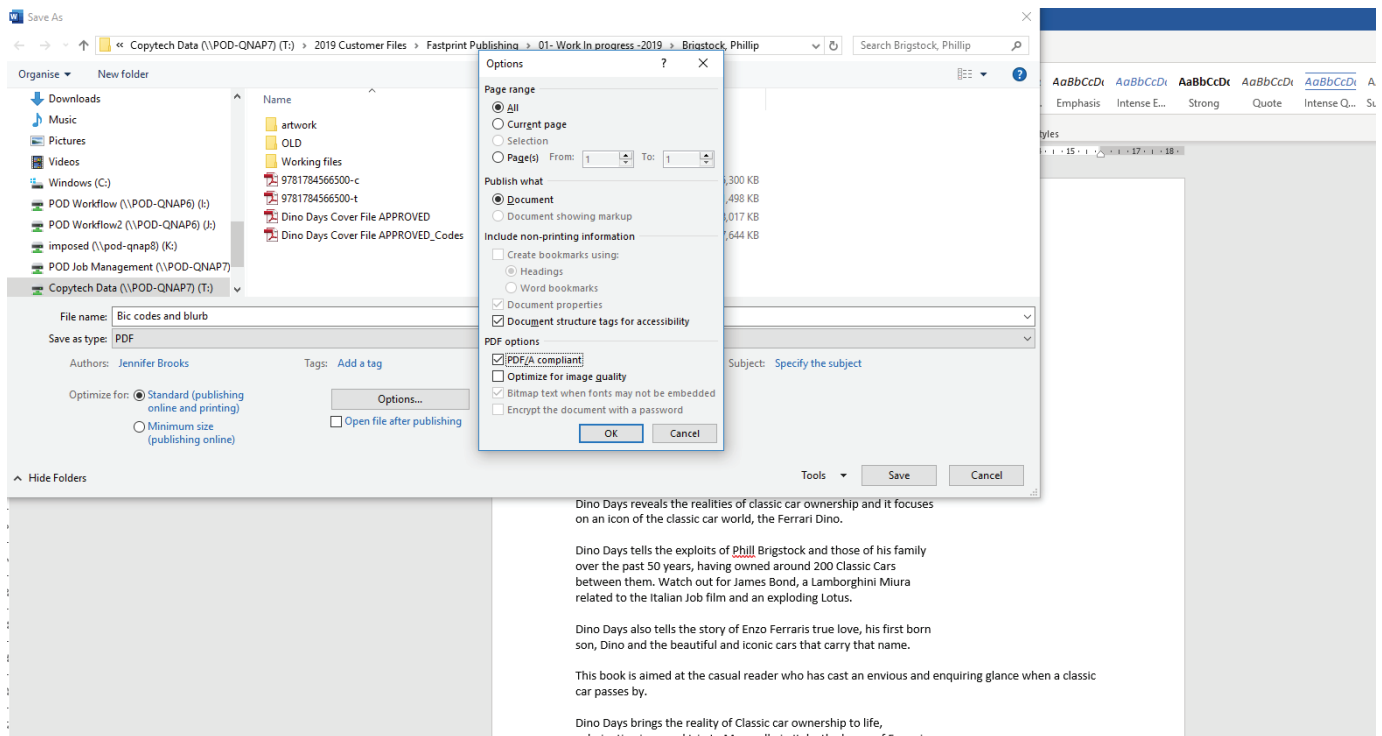 Save As
« Copytech Data (\\POD-QNAP7) (T:) › 2019 Customer Files › Fastprint Publishing › 01- Work In progress -2019 › Brigstock, Phillip
Search Brigstock, Phillip
Organise
New folder
Downloads
Music
Pictures
Videos
Windows (C:)
POD Workflow (\\POD-QNAP6) (I:)
POD Workflow2 (\\POD-QNAP6) (J:)
imposed (\\pod-qnap8) (K:)
POD Job Management (\\POD-QNAP7)
Copytech Data (\\POD-QNAP7) (T:)
Name
artwork
OLD
Working files
9781784566500-c
9781784566500-t
Dino Days Cover File APPROVED
Dino Days Cover File APPROVED_Codes
,300 KB
,498 KB
,017 KB
,644 KB
File name: Bic codes and blurb
Save as type: PDF
Authors: Jennifer Brooks
Tags: Add a tag
Subject: Specify the subject
Optimize for: Standard (publishing
online and printing)
Minimum size
(publishing online)
Options...
Open file after publishing
Hide Folders
Tools
Save
Cancel
Options
?
Page range
All
Current page
Selection
Page(s) From: 1 To: 1
Publish what
Document
Document showing markup
Include non-printing information
Create bookmarks using:
Headings
Word bookmarks
Document properties
Document structure tags for accessibility
PDF options
PDF/A compliant
Optimize for image quality
Bitmap text when fonts may not be embedded
Encrypt the document with a password
OK
Cancel
AaBbCcDc AaBbCcDc AaBbCcDc AaBbCcDc AaBbCcDc
Emphasis Intense E... Strong Quote Intense Q...
tyles
15 17 18
Dino Days reveals the realities of classic car ownership and it focuses
on an icon of the classic car world, the Ferrari Dino.
Dino Days tells the exploits of Phill Brigstock and those of his family
over the past 50 years, having owned around 200 Classic Cars
between them. Watch out for James Bond, a Lamborghini Miura
related to the Italian Job film and an exploding Lotus.
Dino Days also tells the story of Enzo Ferraris true love, his first born
son, Dino and the beautiful and iconic cars that carry that name.
This book is aimed at the casual reader who has cast an envious and enquiring glance when a classic
car passes by.
Dino Days brings the reality of Classic car ownership to life,